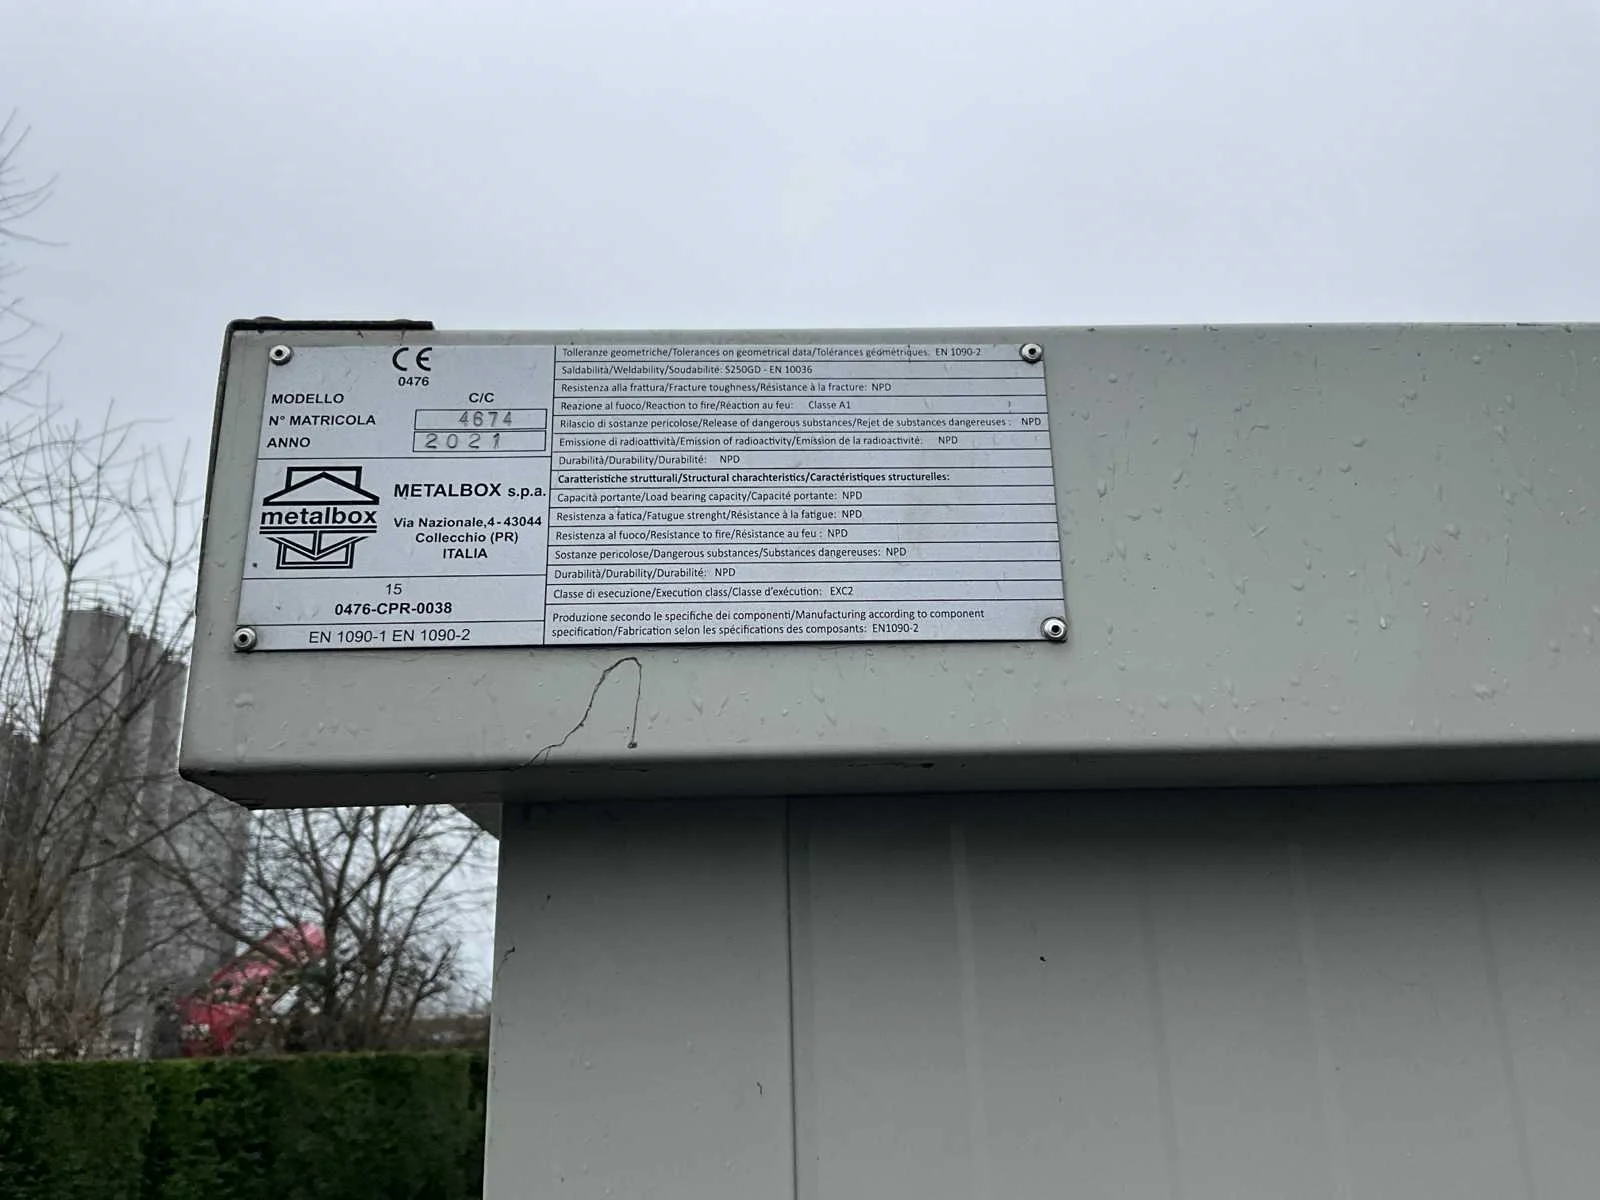 CE
0476
MODELLO C/C
N° MATRICOLA 4674
ANNO 2021
metalbox
METALBOX s.p.a.
Via Nazionale,4-43044
Collecchio (PR)
ITALIA
15
0476-CPR-0038
EN 1090-1 EN 1090-2
Tolleranze geometriche/Tolerances on geometrical data/Tolérances géométriques. EN 1090-2
Saldabilità/Weldability/Soudabilité: S250GD - EN 10036
Resistenza alla frattura/Fracture toughness/Résistance à la fracture: NPD
Reazione al fuoco/Reaction to fire/Réaction au feu: Classe A1
Rilascio di sostanze pericolose/Release of dangerous substances/Rejet de substances dangereuses : NPD
Emissione di radioattività/Emission of radioactivity/Emission de la radioactivité: NPD
Durabilità/Durability/Durabilité: NPD
Caratteristiche strutturali/Structural charachteristics/Caractéristiques structurelles:
Capacità portante/Load bearing capacity/Capacité portante: NPD
Resistenza a fatica/Fatugue strenght/Résistance à la fatigue: NPD
Resistenza al fuoco/Resistance to fire/Résistance au feu : NPD
Sostanze pericolose/Dangerous substances/Substances dangereuses: NPD
Durabilità/Durability/Durabilité: NPD
Classe di esecuzione/Execution class/Classe d'exécution: EXC2
Produzione secondo le specifiche dei componenti/Manufacturing according to component
specification/Fabrication selon les spécifications des composants: EN1090-2